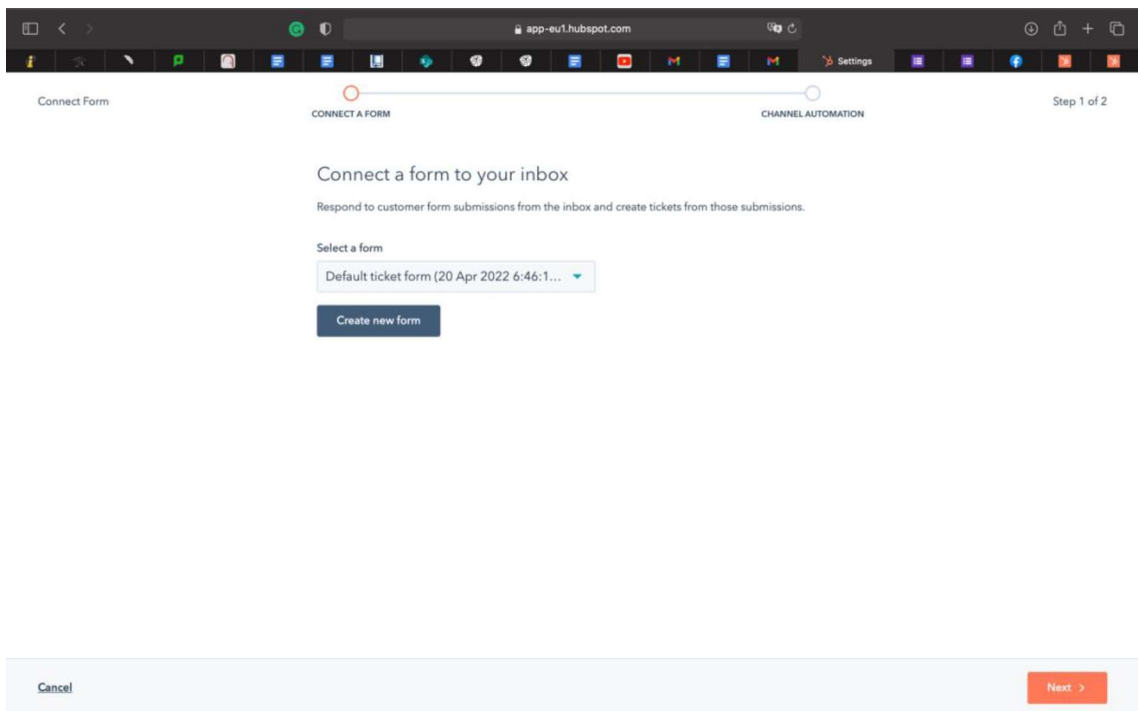 app-eu1.hubspot.com
Settings
Connect Form
CONNECT A FORM
CHANNEL AUTOMATION
Step 1 of 2
Connect a form to your inbox
Respond to customer form submissions from the inbox and create tickets from those submissions.
Select a form
Default ticket form (20 Apr 2022 6:46:1...
Create new form
Cancel
Next >